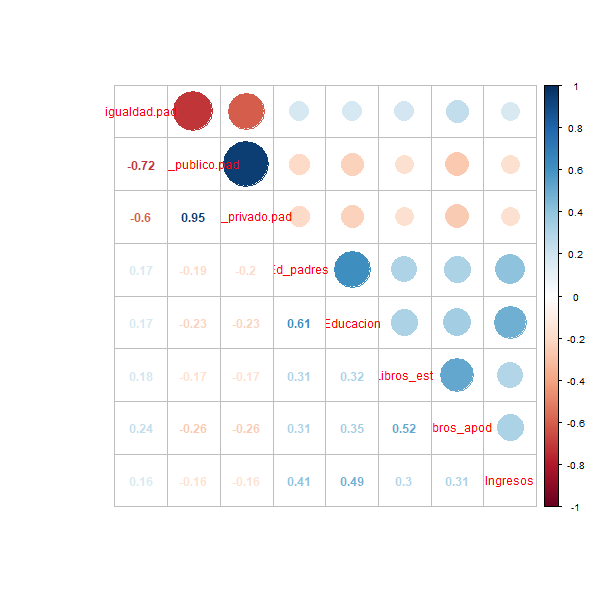 1
igualdad.pad
0.8
-0.72 _publico.pad
0.6
-0.6 0.95 _privado.pad
0.4
0.17 -0.19 -0.2 Ed_padres
0.2
0
0.17 -0.23 -0.23 0.61 Educacion
-0.2
0.18 -0.17 -0.17 0.31 0.32 Libros_est
-0.4
0.24 -0.26 -0.26 0.31 0.35 0.52 bros_apod
-0.6
-0.8
0.16 -0.16 -0.16 0.41 0.49 0.3 0.31 Ingresos
-1